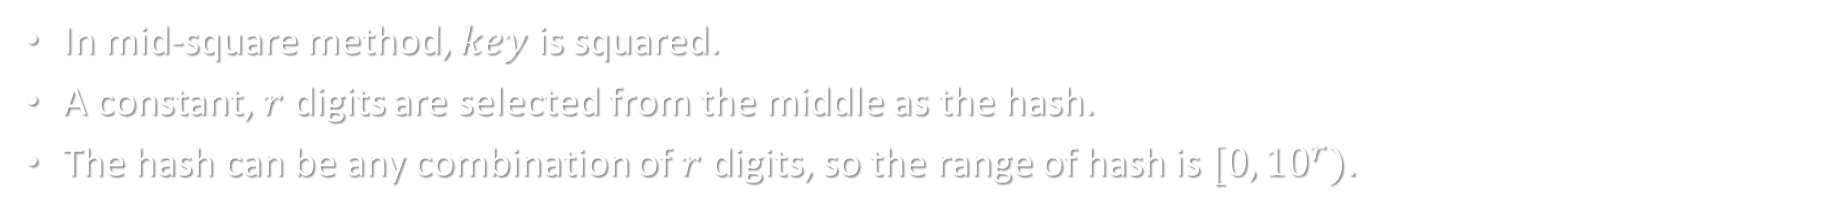 • In mid-square method, key is squared.
• A constant, r digits are selected from the middle as the hash.
• The hash can be any combination of r digits, so the range of hash is [0, 10^r).